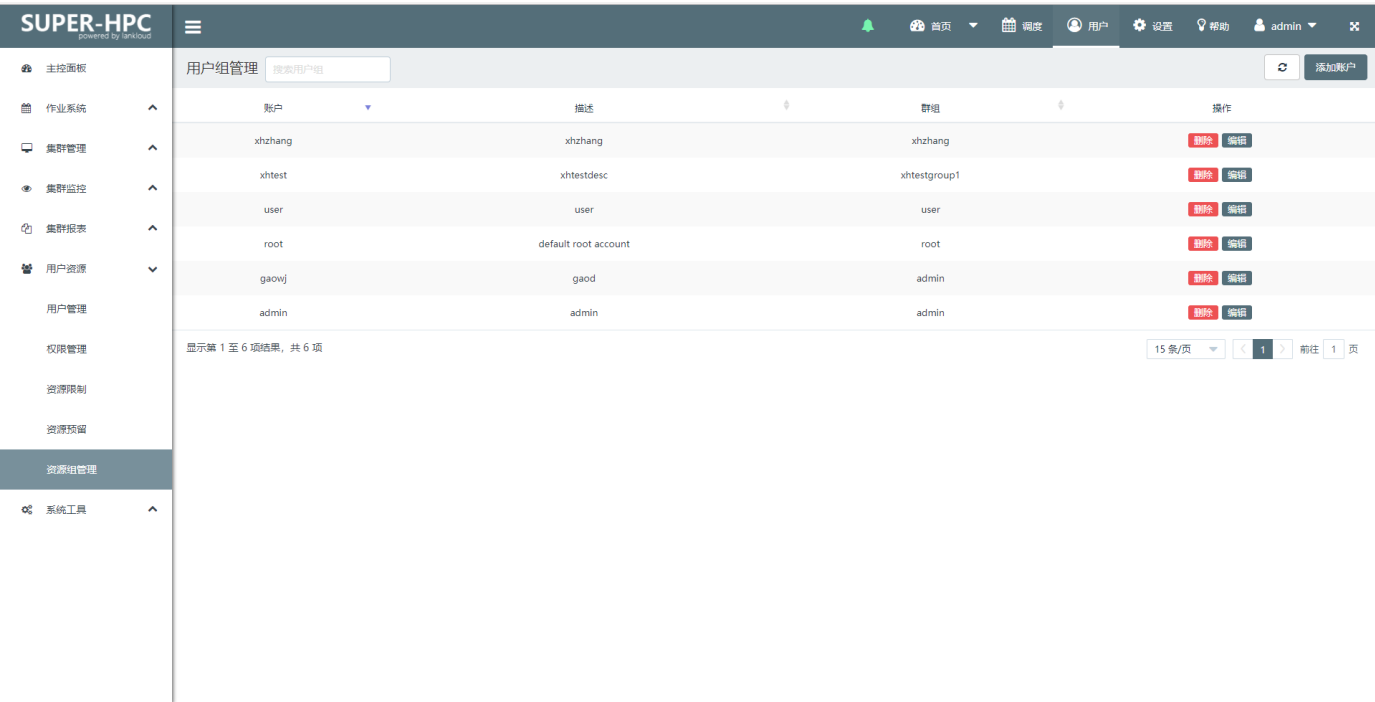 SUPER-HPC
powered by lankloud
首页 调度 用户 设置 帮助 admin
主控面板
作业系统
集群管理
集群监控
集群报表
用户资源
用户管理
权限管理
资源限制
资源预留
资源组管理
系统工具
用户组管理 搜索用户组 添加账户
账户 描述 群组 操作
xhzhang xhzhang xhzhang 删除 编辑
xhtest xhtestdesc xhtestgroup1 删除 编辑
user user user 删除 编辑
root default root account root 删除 编辑
gaowj gaod admin 删除 编辑
admin admin admin 删除 编辑
显示第 1 至 6 项结果，共 6 项 15 条/页 1 前往 1 页